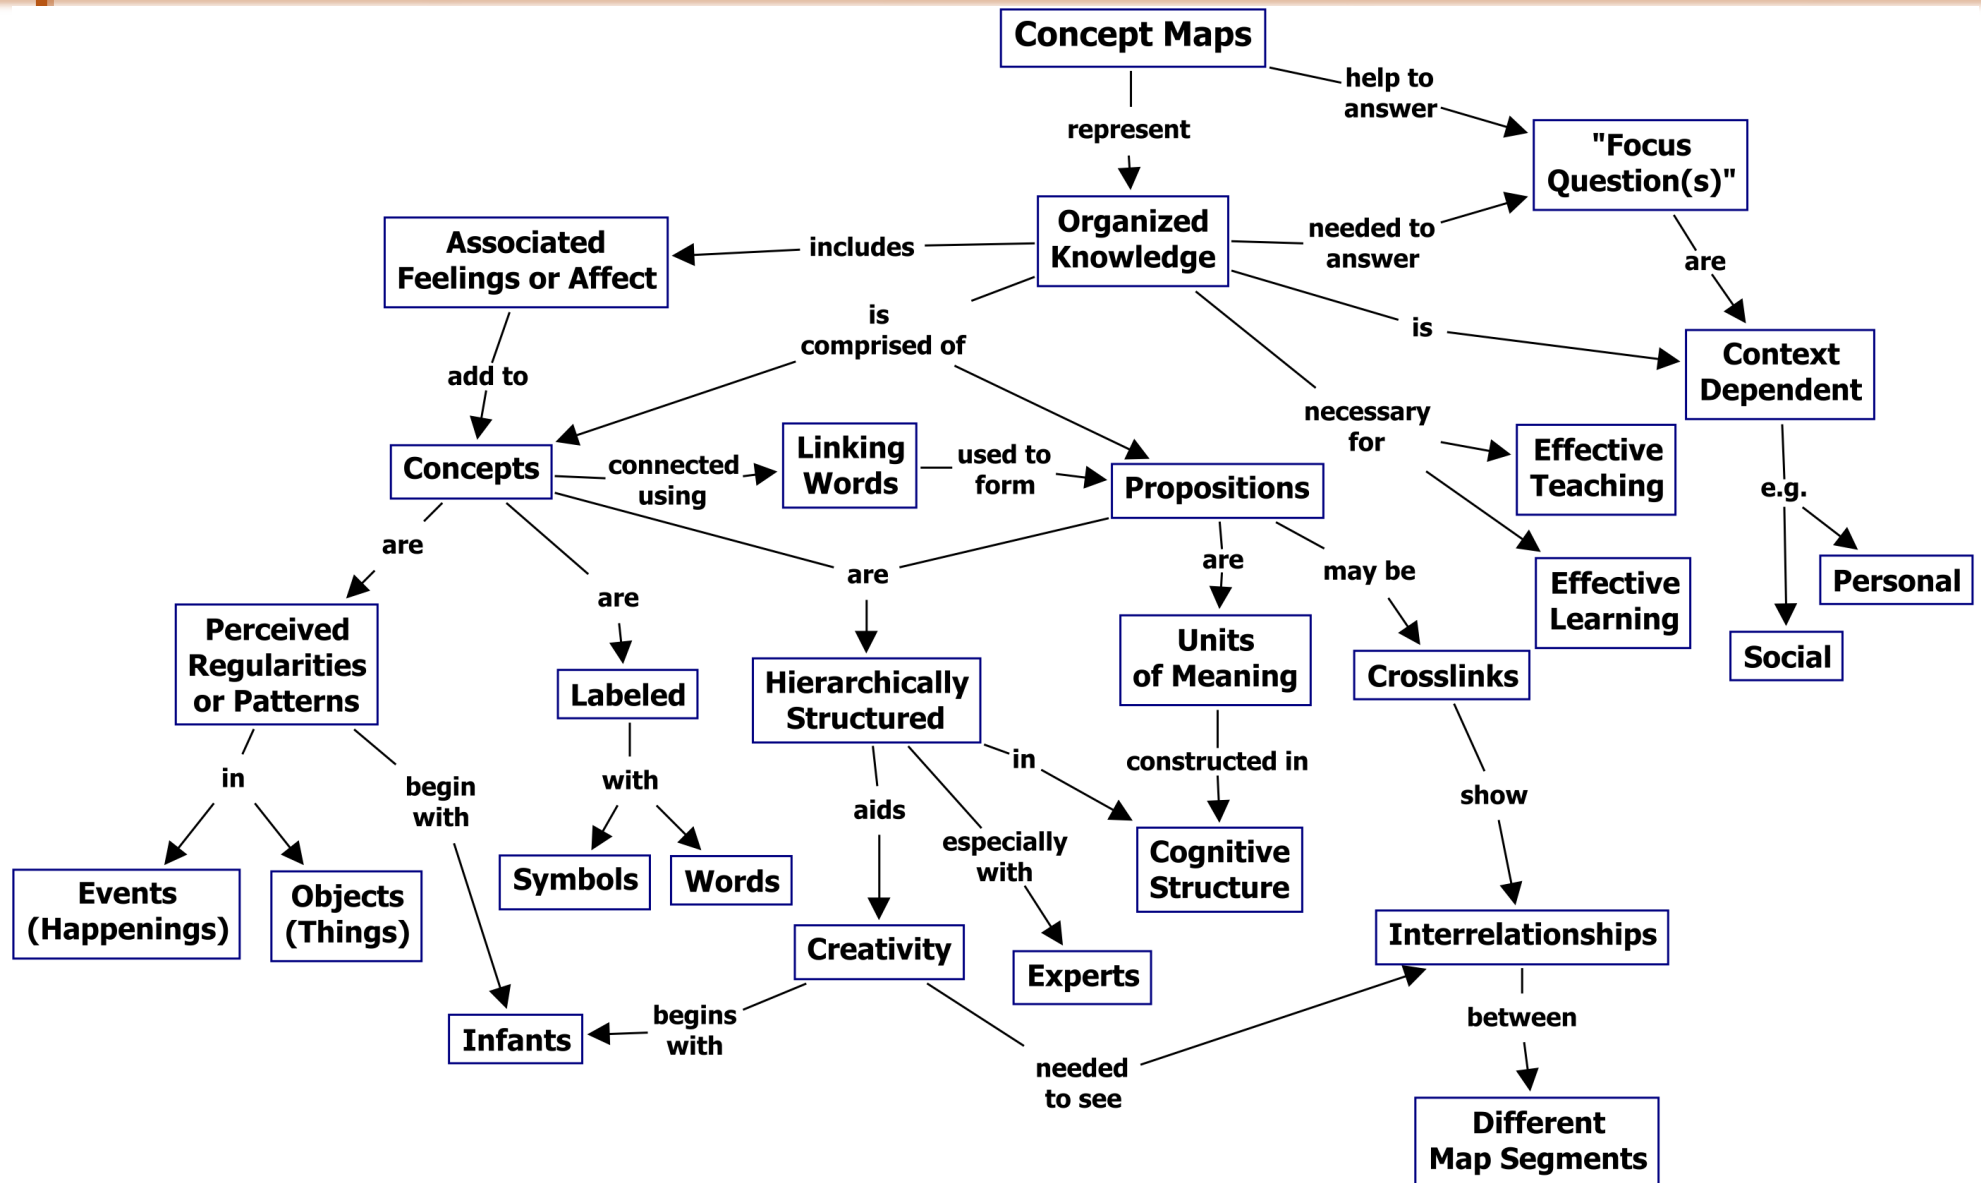 Concept Maps
help to
answer
represent
"Focus
Question(s)"
Organized
Knowledge
needed to
answer
includes
Associated
Feelings or Affect
are
is
comprised of
is
Context
Dependent
add to
necessary
for
Effective
Teaching
Linking
Words
used to
form
connected
using
Concepts
Propositions
e.g.
are
are
may be
are
are
Personal
Effective
Learning
Perceived
Regularities
or Patterns
Units
of Meaning
Social
Crosslinks
Labeled
Hierarchically
Structured
in
constructed in
in
with
begin
with
aids
show
especially
with
Cognitive
Structure
Events
(Happenings)
Objects
(Things)
Symbols
Words
Interrelationships
Creativity
Experts
begins
with
between
Infants
needed
to see
Different
Map Segments